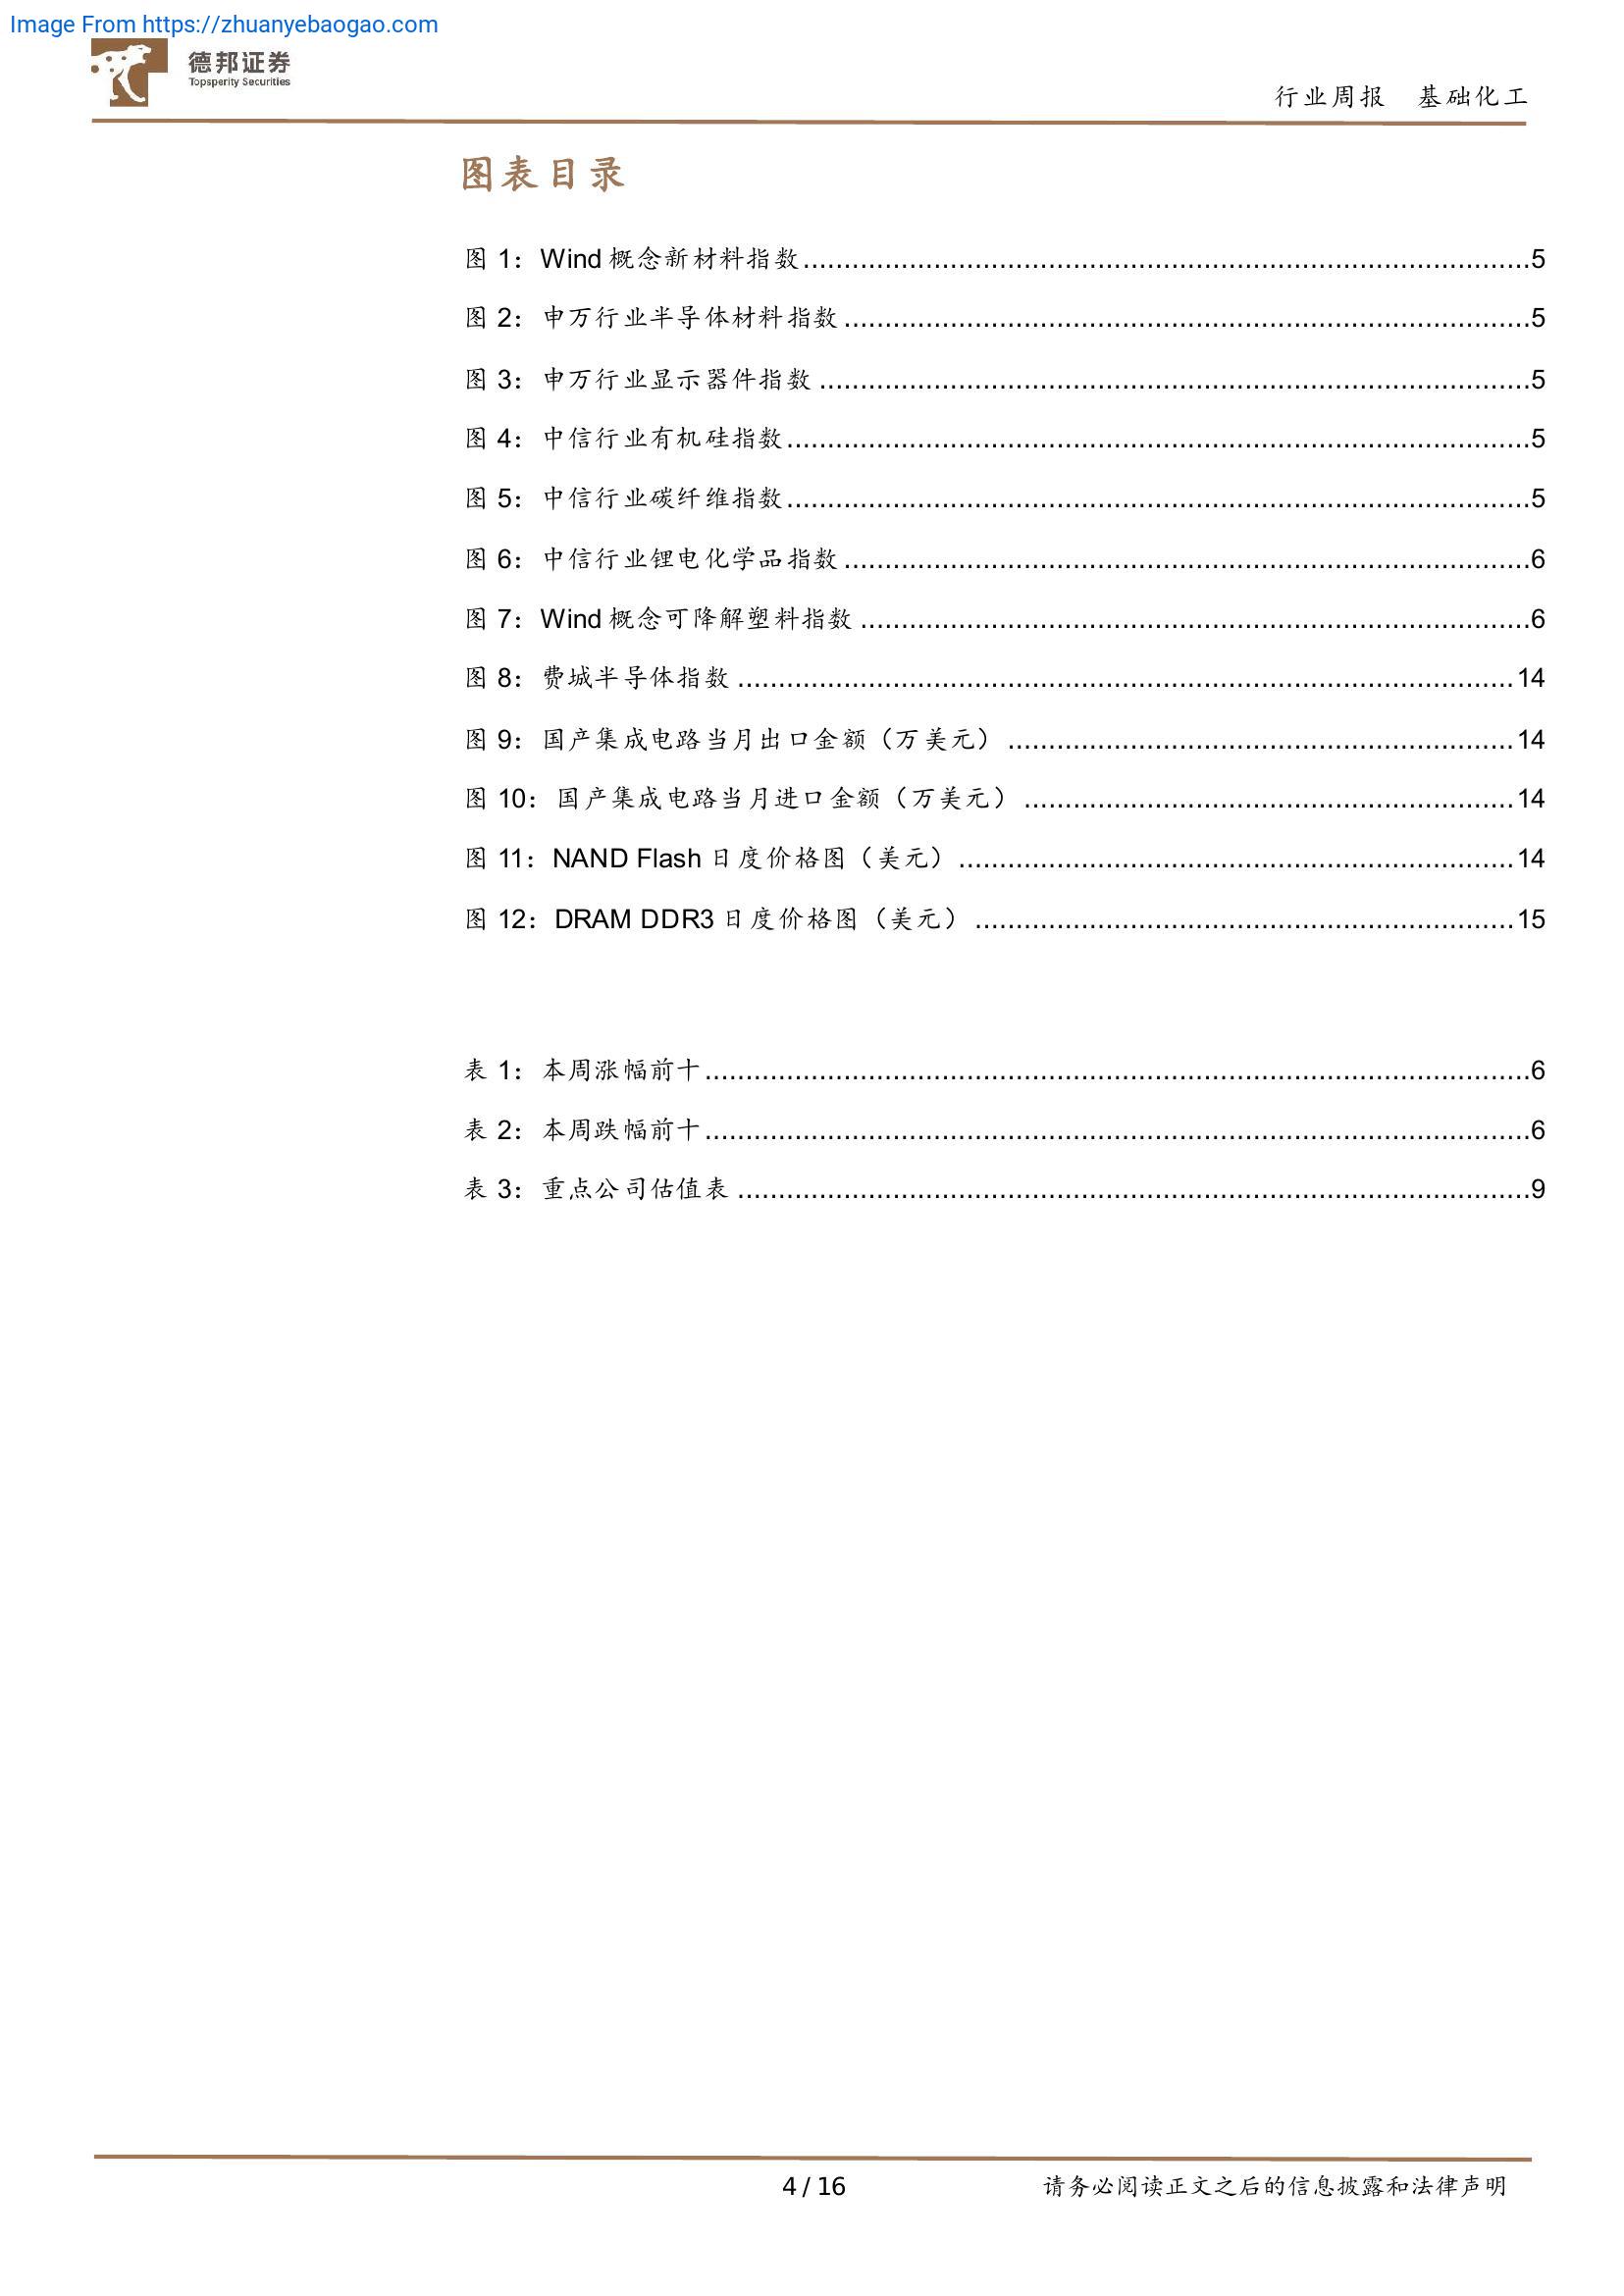 Image From https://zhuanyebaogao.com
德邦证券
Topsperity Securities
行业周报 基础化工
图表目录
图 1：Wind 概念新材料指数........................................5
图 2：申万行业半导体材料指数........................................5
图 3：申万行业显示器件指数........................................5
图 4：中信行业有机硅指数........................................5
图 5：中信行业碳纤维指数........................................5
图 6：中信行业锂电化学品指数........................................6
图 7：Wind 概念可降解塑料指数........................................6
图 8：费城半导体指数........................................14
图 9：国产集成电路当月出口金额（万美元）........................................14
图 10：国产集成电路当月进口金额（万美元）........................................14
图 11：NAND Flash 日度价格图（美元）........................................14
图 12：DRAM DDR3 日度价格图（美元）........................................15
表 1：本周涨幅前十........................................6
表 2：本周跌幅前十........................................6
表 3：重点公司估值表........................................9
4 / 16
请务必阅读正文之后的信息披露和法律声明